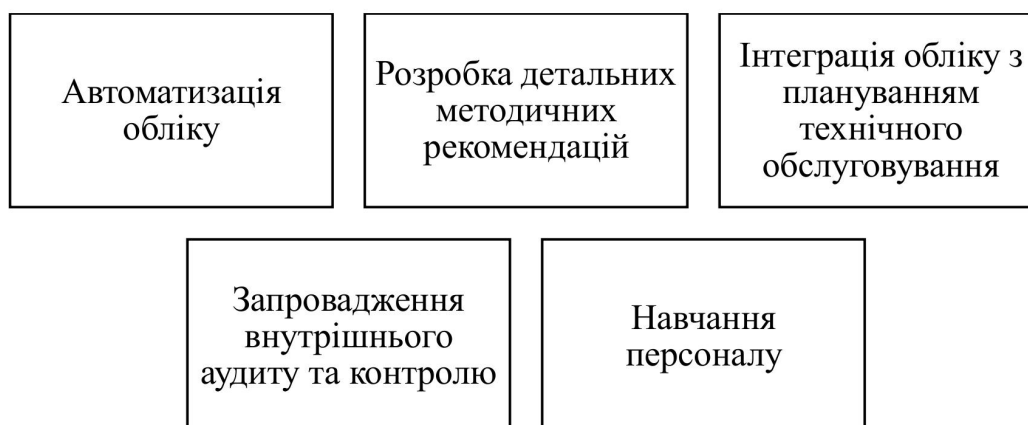 Автоматизація
обліку
Розробка детальних
методичних
рекомендацій
Інтеграція обліку з
плануванням
технічного
обслуговування
Запровадження
внутрішнього
аудиту та контролю
Навчання
персоналу